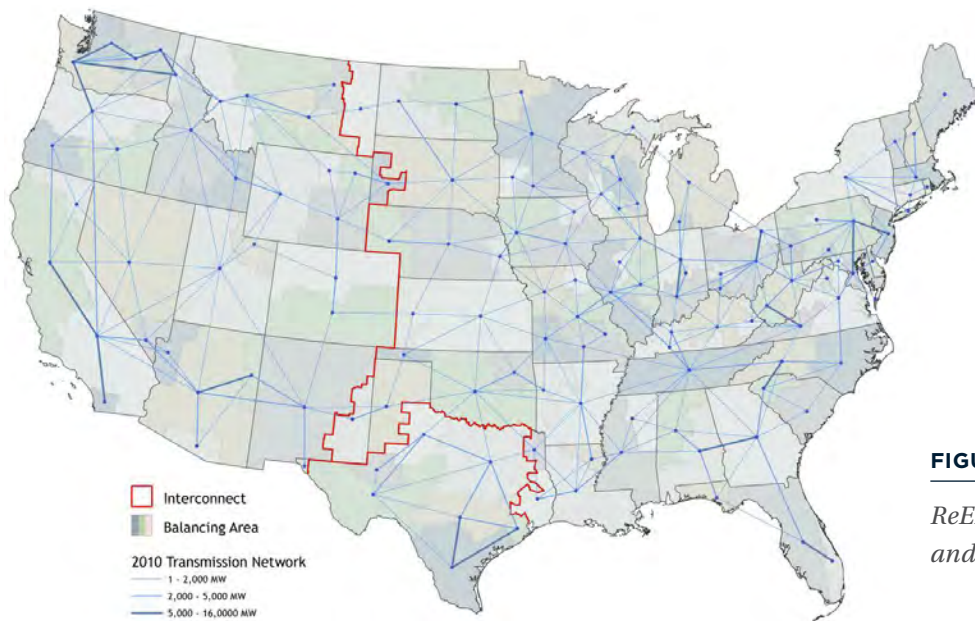 Interconnect
Balancing Area
2010 Transmission Network
1 - 2,000 MW
2,000 - 5,000 MW
5,000 - 16,0000 MW
FIGU
ReE
and